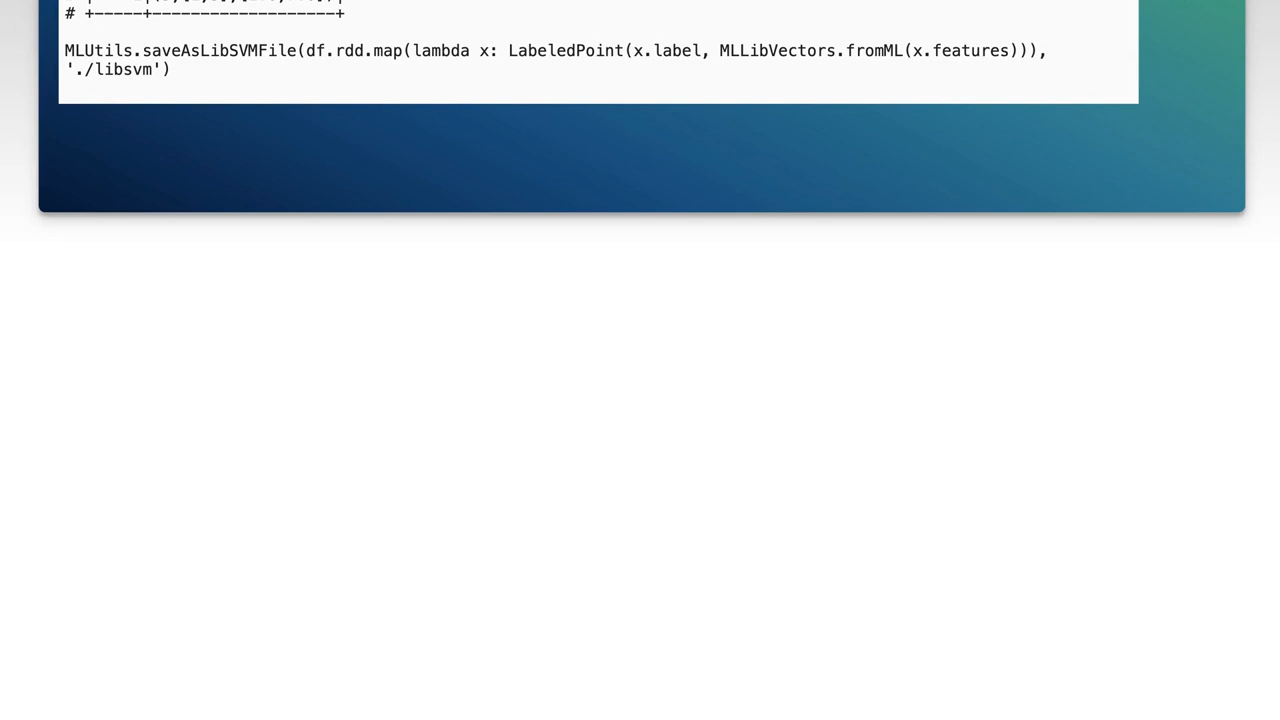 # +-----+-------------------+
MLUtils.saveAsLibSVMFile(df.rdd.map(lambda x: LabeledPoint(x.label, MLLibVectors.fromML(x.features))),
'./libsvm')